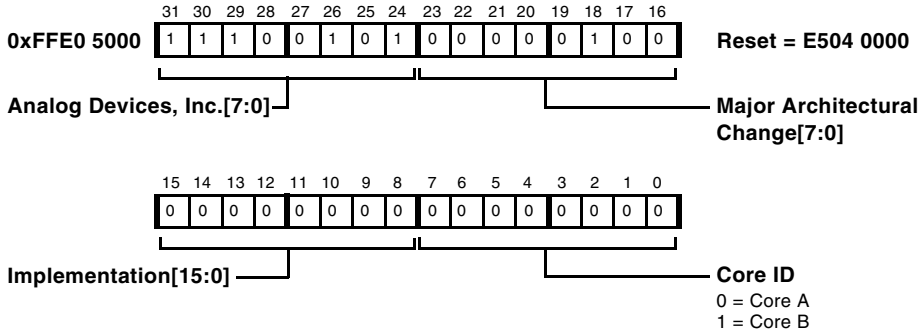 31 30 29 28 27 26 25 24 23 22 21 20 19 18 17 16
0xFFE0 5000 1 1 1 0 0 1 0 1 0 0 0 0 0 1 0 0 Reset = E504 0000
Analog Devices, Inc.[7:0] Major Architectural
Change[7:0]
15 14 13 12 11 10 9 8 7 6 5 4 3 2 1 0
0 0 0 0 0 0 0 0 0 0 0 0 0 0 0 0
Implementation[15:0] Core ID
0 = Core A
1 = Core B